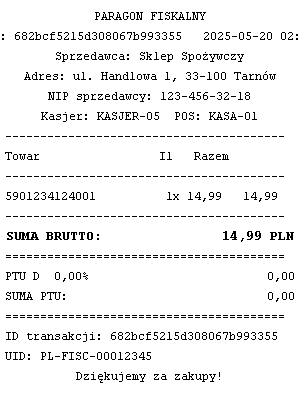 PARAGON FISKALNY
: 682bcf5215d308067b993355 2025-05-20 02:
Sprzedawca: Sklep Spożywczy
Adres: ul. Handlowa 1, 33-100 Tarnów
NIP sprzedawcy: 123-456-32-18
Kasjer: KASJER-05 POS: KASA-01
----------------------------------------
Towar Il Razem
----------------------------------------
5901234124001 1x 14,99 14,99
----------------------------------------
SUMA BRUTTO: 14,99 PLN
========================================
PTU D 0,00% 0,00
SUMA PTU: 0,00
========================================
ID transakcji: 682bcf5215d308067b993355
UID: PL-FISC-00012345
Dziękujemy za zakupy!